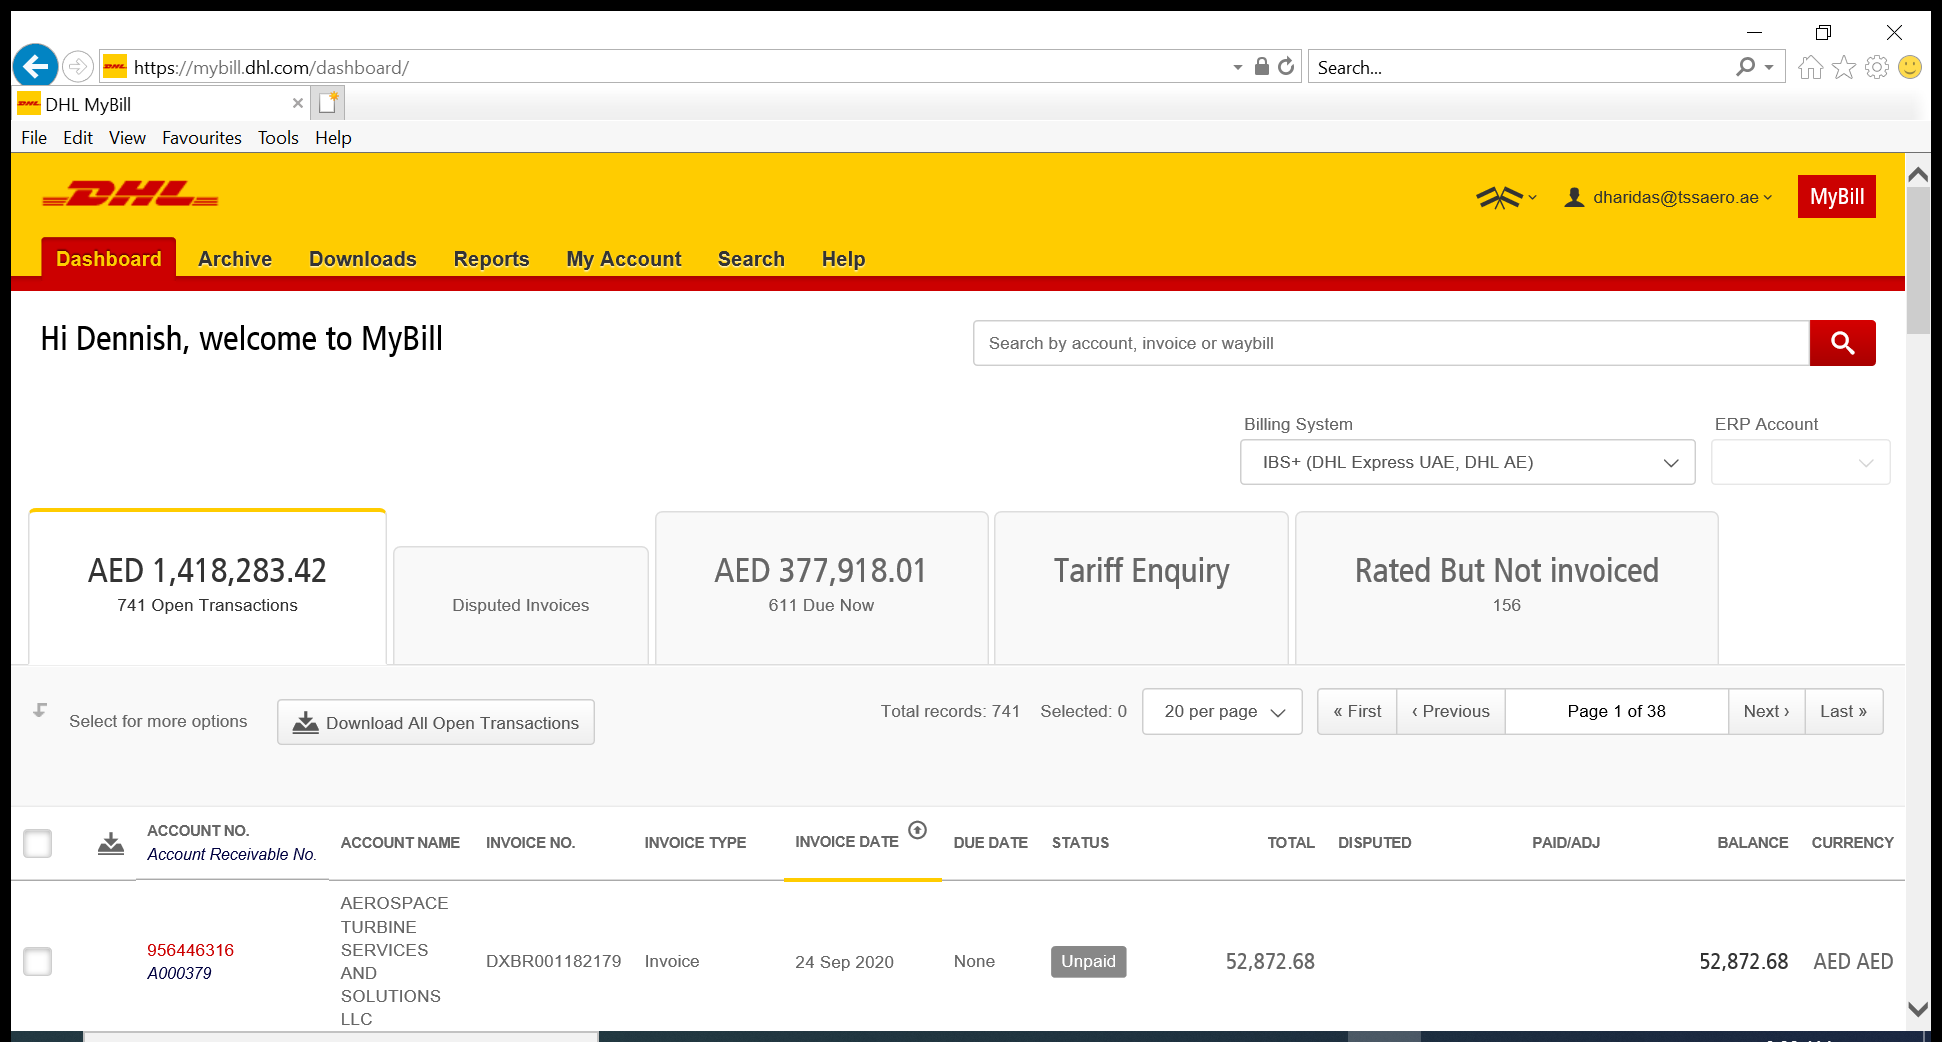 https://mybill.dhl.com/dashboard/
Search...
DHL MyBill
File Edit View Favourites Tools Help
DHL
dharidas@tssaero.ae
MyBill
Dashboard Archive Downloads Reports My Account Search Help
Hi Dennish, welcome to MyBill
Search by account, invoice or waybill
Billing System
ERP Account
IBS+ (DHL Express UAE, DHL AE)
AED 1,418,283.42
741 Open Transactions
Disputed Invoices
AED 377,918.01
611 Due Now
Tariff Enquiry
Rated But Not invoiced
156
Select for more options
Download All Open Transactions
Total records: 741 Selected: 0
20 per page
« First ‹ Previous Page 1 of 38 Next › Last »
ACCOUNT NO.
Account Receivable No.
ACCOUNT NAME INVOICE NO. INVOICE TYPE INVOICE DATE DUE DATE STATUS TOTAL DISPUTED PAID/ADJ BALANCE CURRENCY
956446316
A000379
AEROSPACE
TURBINE
SERVICES
AND
SOLUTIONS
LLC
DXBR001182179 Invoice 24 Sep 2020 None Unpaid 52,872.68 52,872.68 AED AED